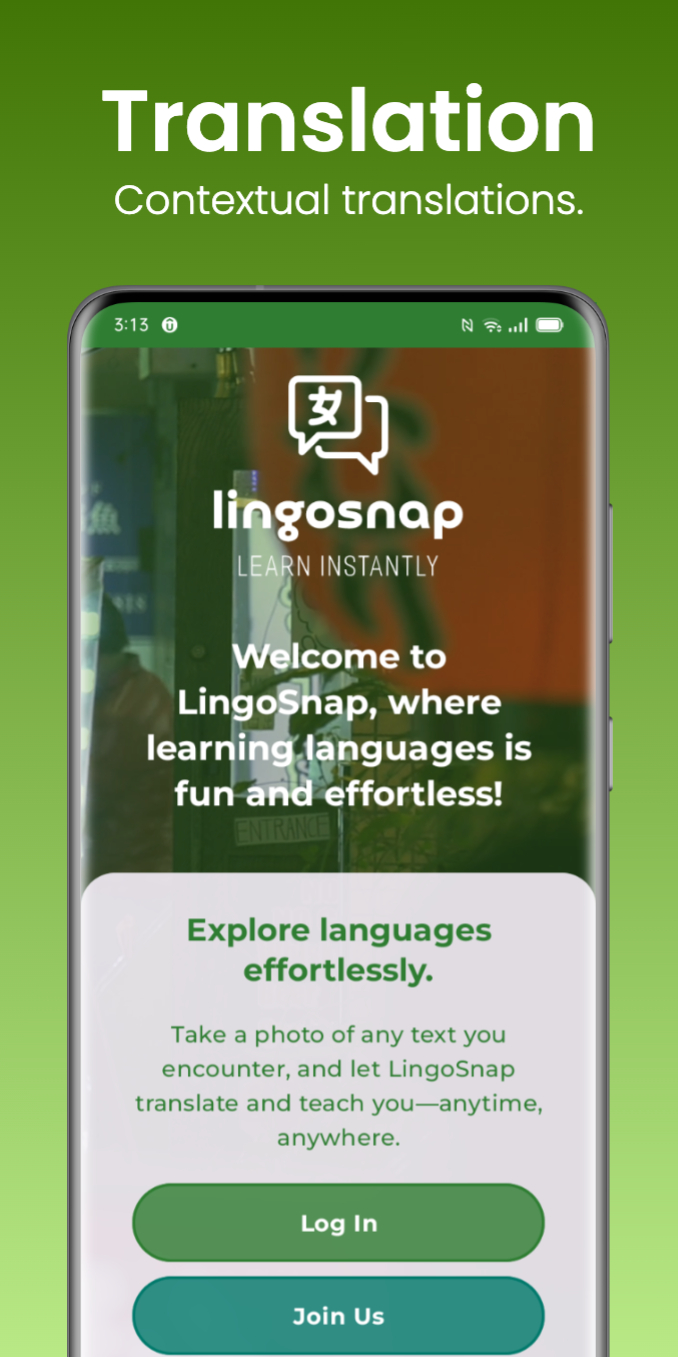 Translation
Contextual translations.
3:13
lingosnap
LEARN INSTANTLY
Welcome to
LingoSnap, where
learning languages is
fun and effortless!
ENTRANCE
Explore languages
effortlessly.
Take a photo of any text you
encounter, and let LingoSnap
translate and teach you—anytime,
anywhere.
Log In
Join Us